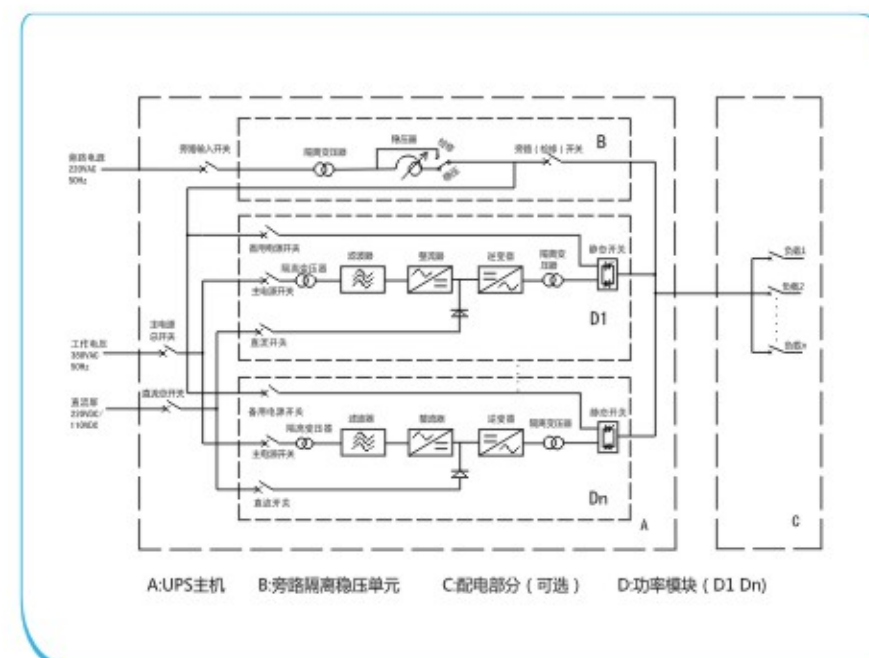 稳压器
检修
旁路输入开关
隔离变压器
旁路（检修）开关
B
稳压
旁路电源
220VAC
50Hz
备用电源开关
静态开关
隔离变压器
滤波器
整流器
逆变器
隔离变
压器
主电源开关
直流开关
D1
负载1
负载2
负载n
主电源
总开关
工作电压
380VAC
50Hz
直流总开关
直流屏
220VDC/
110VDC
备用电源开关
静态开关
隔离变压器
滤波器
整流器
逆变器
隔离变压器
主电源开关
直流开关
Dn
A
C
A:UPS主机 B:旁路隔离稳压单元 C:配电部分（可选） D:功率模块（D1 Dn)